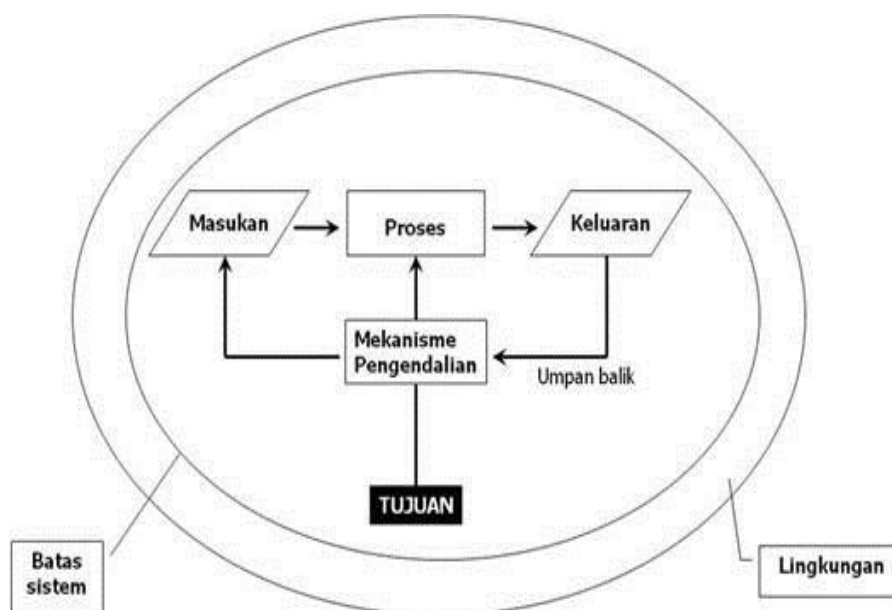 Masukan
Proses
Keluaran
Mekanisme
Pengendalian
Umpan balik
TUJUAN
Batas
sistem
Lingkungan